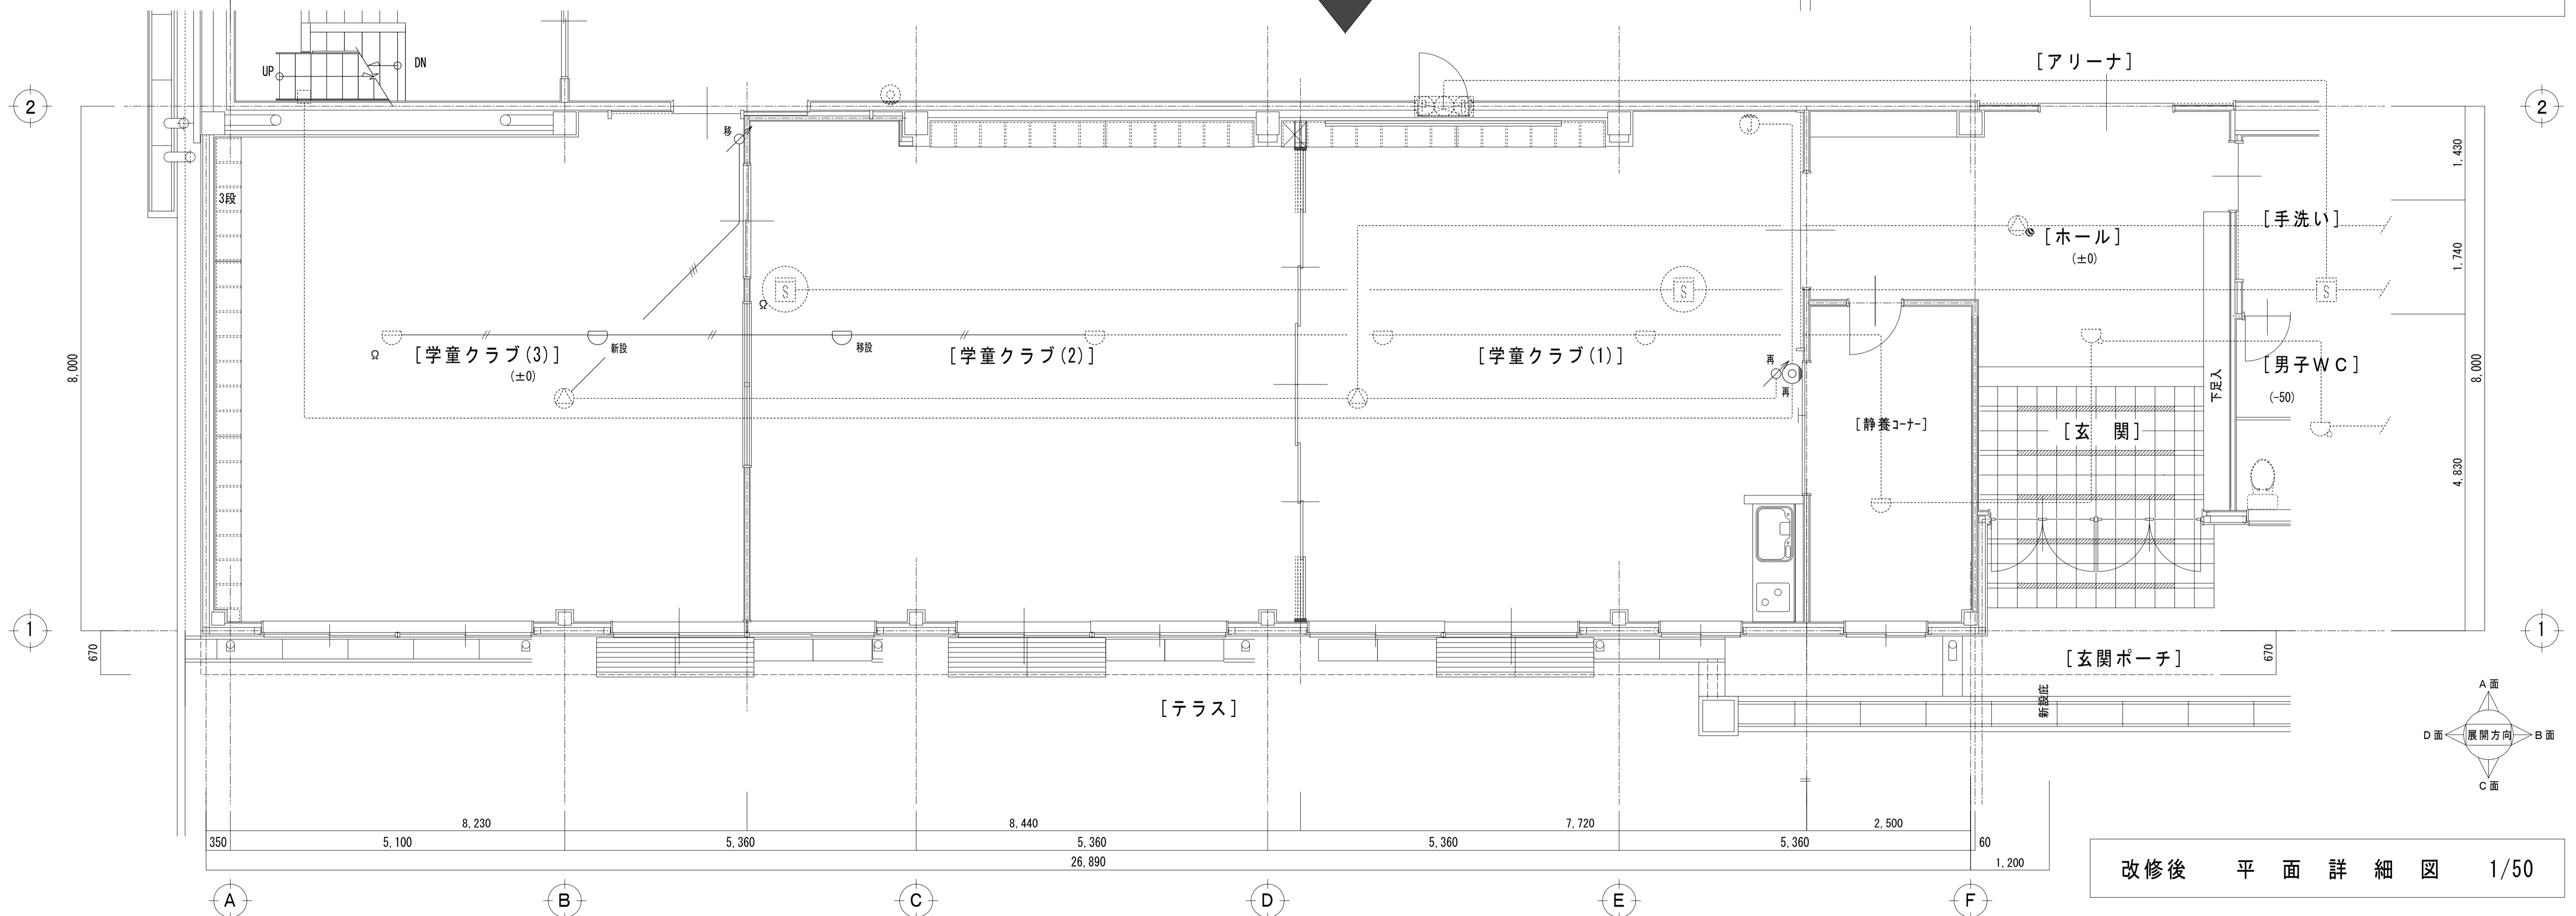 UP
DN
[アリーナ]
2
2
移
3段
1,430
[手洗い]
[ホール]
(±0)
1,740
S
S
S
Ω
Ω
[学童クラブ(3)]
(±0)
新設
移設
[学童クラブ(2)]
[学童クラブ(1)]
再
再
8,000
8,000
[静養コーナー]
[玄 関]
下足入
[男子WC]
(-50)
4,830
1
1
670
670
[玄関ポーチ]
[テラス]
新設庇
A面
D面
展開方向
B面
C面
8,230
8,440
7,720
2,500
350
5,100
5,360
5,360
5,360
5,360
60
26,890
1,200
A
B
C
D
E
F
改修後 平面詳細図 1/50